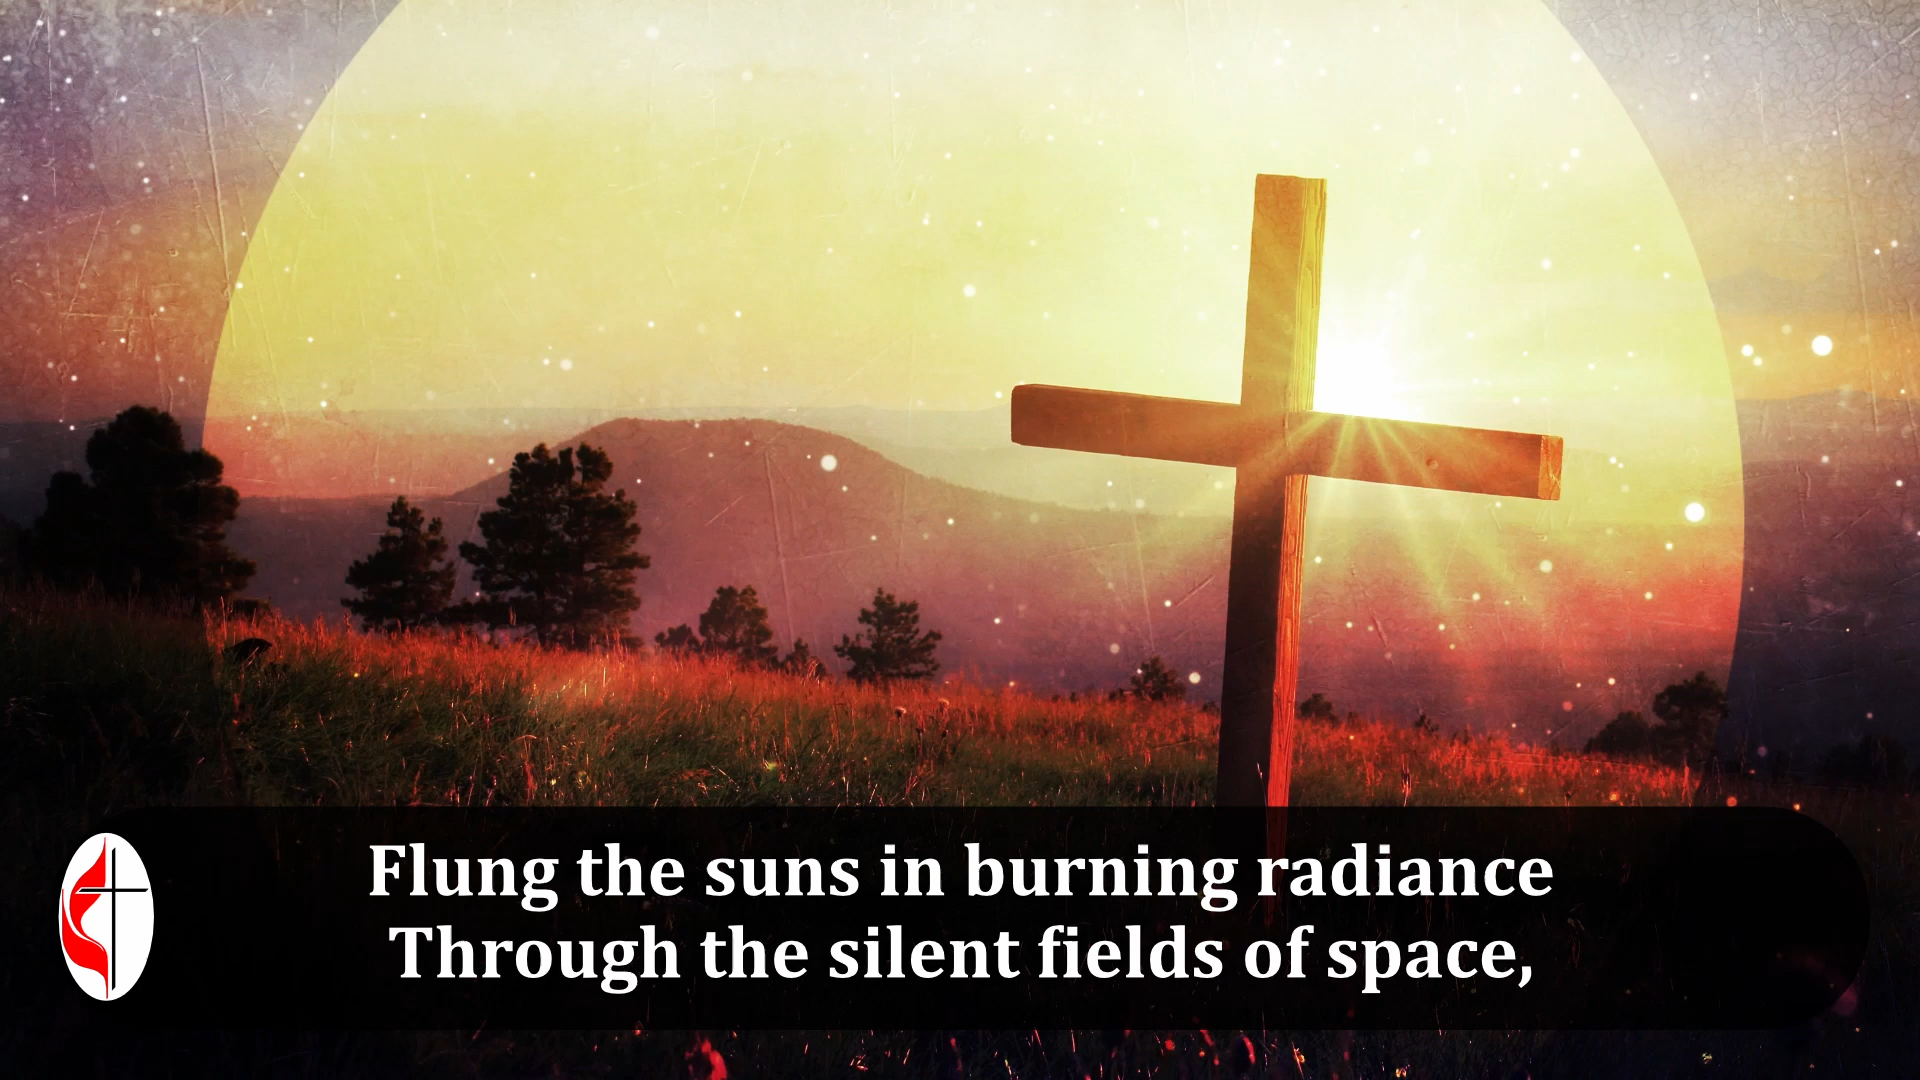 Flung the suns in burning radiance
Through the silent fields of space,